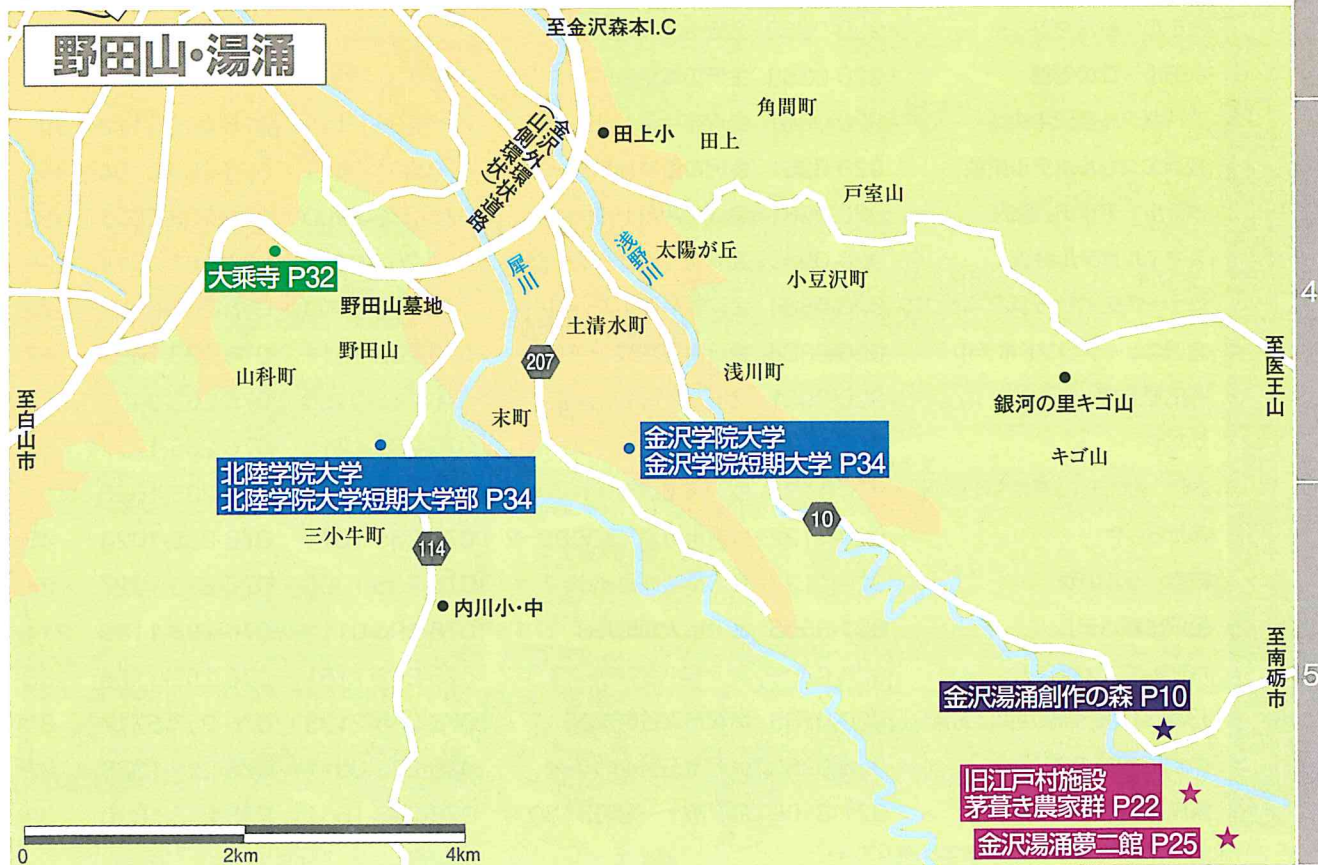 野田山・湯涌
至金沢森本I.C
角間町
田上小
田上
金沢外環状道路
(山側環状)
戸室山
浅野川
太陽が丘
犀川
大乗寺 P32
小豆沢町
野田山墓地
土清水町
野田山
207
浅川町
山科町
至医王山
至白山市
銀河の里キゴ山
末町
キゴ山
金沢学院大学
金沢学院短期大学 P34
北陸学院大学
北陸学院大学短期大学部 P34
10
三小牛町
114
内川小・中
至南砺市
金沢湯涌創作の森 P10
旧江戸村施設
茅葺き農家群 P22
金沢湯涌夢二館 P25
0
2km
4km
4
5